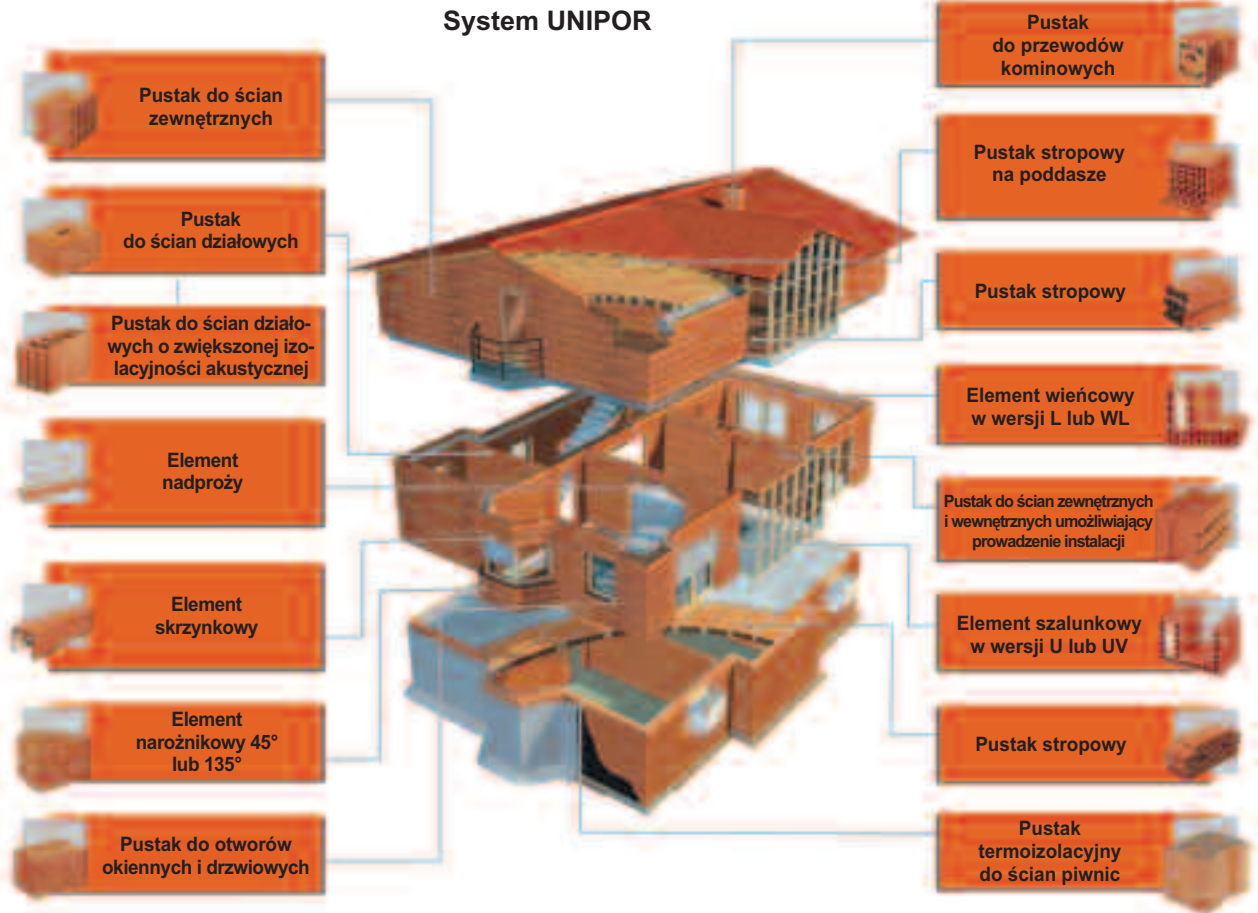 System UNIPOR
Pustak do ścian
zewnętrznych
Pustak
do ścian działowych
Pustak do ścian działo-
wych o zwiększonej izo-
lacyjności akustycznej
Element
nadproży
Element
skrzynkowy
Element
narożnikowy 45°
lub 135°
Pustak do otworów
okiennych i drzwiowych
Pustak
do przewodów
kominowych
Pustak stropowy
na poddasze
Pustak stropowy
Element wieńcowy
w wersji L lub WL
Pustak do ścian zewnętrznych
i wewnętrznych umożliwiający
prowadzenie instalacji
Element szalunkowy
w wersji U lub UV
Pustak stropowy
Pustak
termoizolacyjny
do ścian piwnic